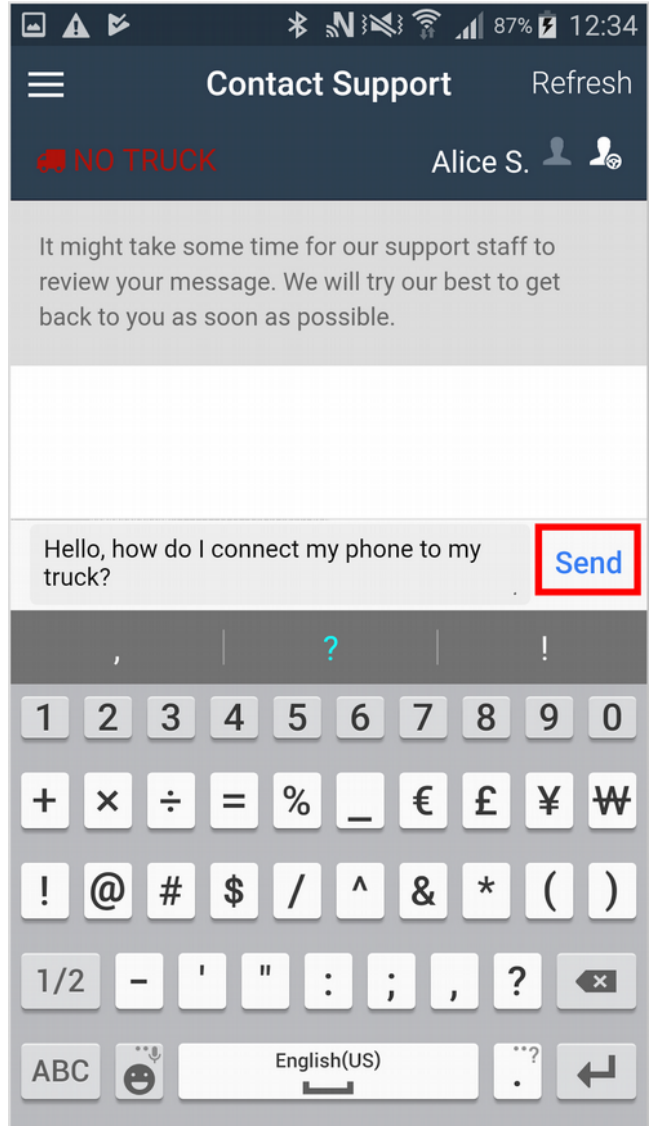 87% 12:34
Contact Support Refresh
NO TRUCK Alice S.
It might take some time for our support staff to
review your message. We will try our best to get
back to you as soon as possible.
Hello, how do I connect my phone to my
truck?
Send
, ? !
1 2 3 4 5 6 7 8 9 0
+ × ÷ = % _ € £ ¥ ₩
! @ # $ / ^ & * ( )
1/2 - ' " : ; , ?
ABC English(US) . ?